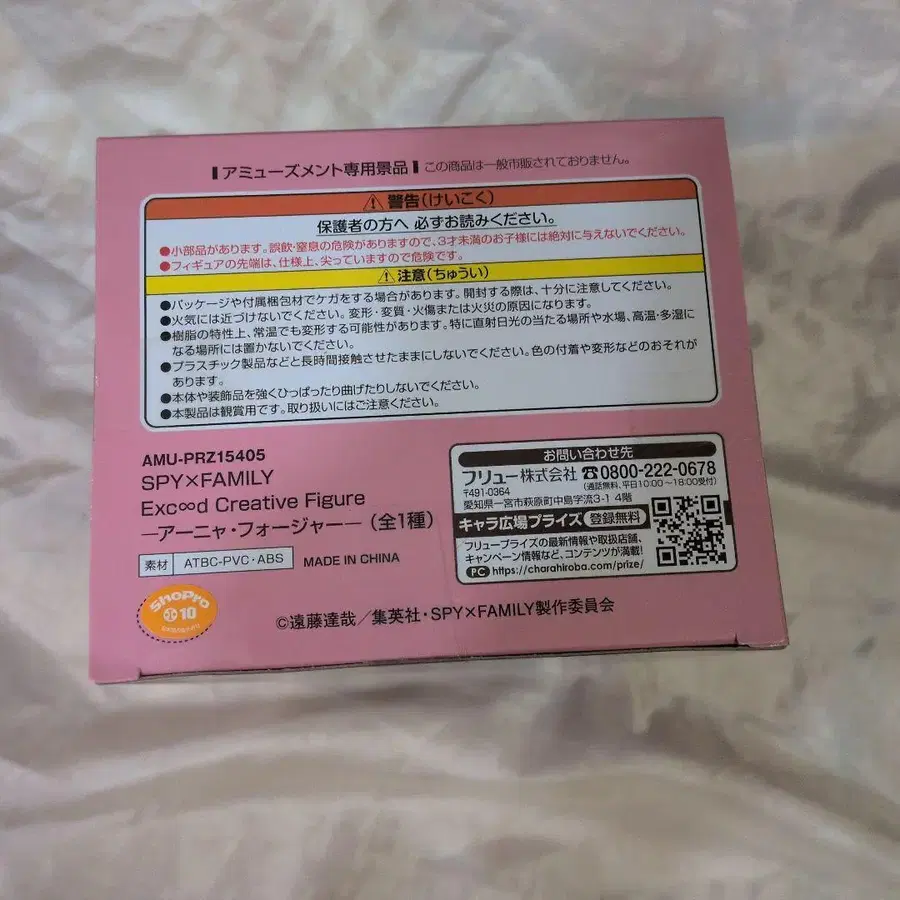 アミューズメント専用景品 この商品は一般市販されておりません。
警告(けいこく)
保護者の方へ 必ずお読みください。
●小部品があります。誤飲・窒息の危険がありますので、3才未満のお子様には絶対に与えないでください。
●フィギュアの先端は、仕様上、尖っていますので危険です。
注意(ちゅうい)
●パッケージや付属梱包材でケガをする場合があります。開封する際は、十分に注意してください。
●火気には近づけないでください。変形・変質・火傷または火災の原因になります。
●樹脂の特性上、常温でも変形する可能性があります。特に直射日光の当たる場所や水場、高温・多湿に
なる場所には置かないでください。
●プラスチック製品などと長時間接触させたままにしないでください。色の付着や変形などのおそれが
あります。
●本体や装飾品を強くひっぱったり曲げたりしないでください。
●本製品は観賞用です。取り扱いにはご注意ください。
AMU-PRZ15405
SPY×FAMILY
Exc∞d Creative Figure
―アーニャ・フォージャー―(全1種)
素材 ATBC-PVC・ABS MADE IN CHINA
お問い合わせ先
フリュー株式会社 ☎0800-222-0678
〒491-0364 (通話無料、平日10:00～18:00受付)
愛知県一宮市萩原町中島字流3-1 4階
キャラ広場プライズ 登録無料
フリュープライズの最新情報や取扱店舗、
キャンペーン情報など、コンテンツが満載!
PC https://charahiroba.com/prize/
ShoPro
小 10
©遠藤達哉/集英社・SPY×FAMILY製作委員会